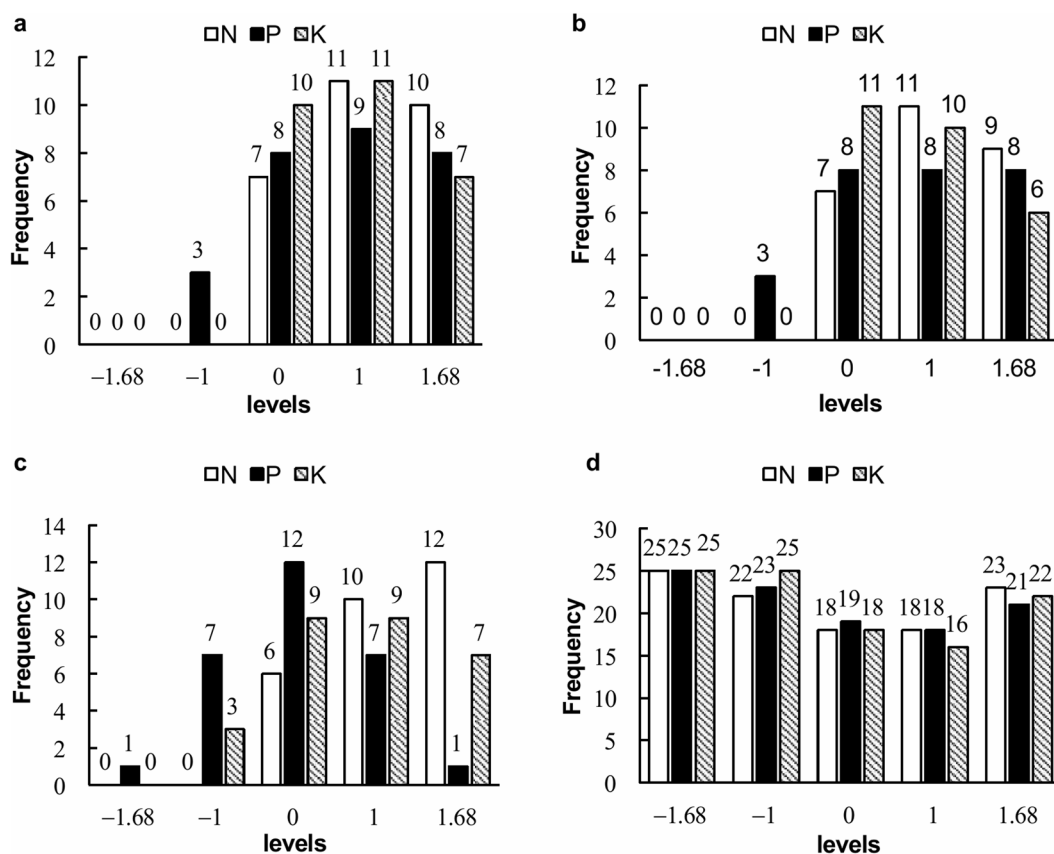 a
N P K
12
10
8
6
4
2
0
Frequency
0 0 0
0 3 0
7 8 10
11 9 11
10 8 7
−1.68 −1 0 1 1.68
levels
b
N P K
12
10
8
6
4
2
0
Frequency
0 0 0
0 3 0
7 8 11
11 8 10
9 8 6
-1.68 -1 0 1 1.68
levels
c
N P K
14
12
10
8
6
4
2
0
Frequency
0 1 0
0 7 3
6 12 9
10 7 9
12 1 7
−1.68 −1 0 1 1.68
levels
d
N P K
30
25
20
15
10
5
0
Frequency
25 25 25
22 23 25
18 19 18
18 18 16
23 21 22
−1.68 −1 0 1 1.68
levels